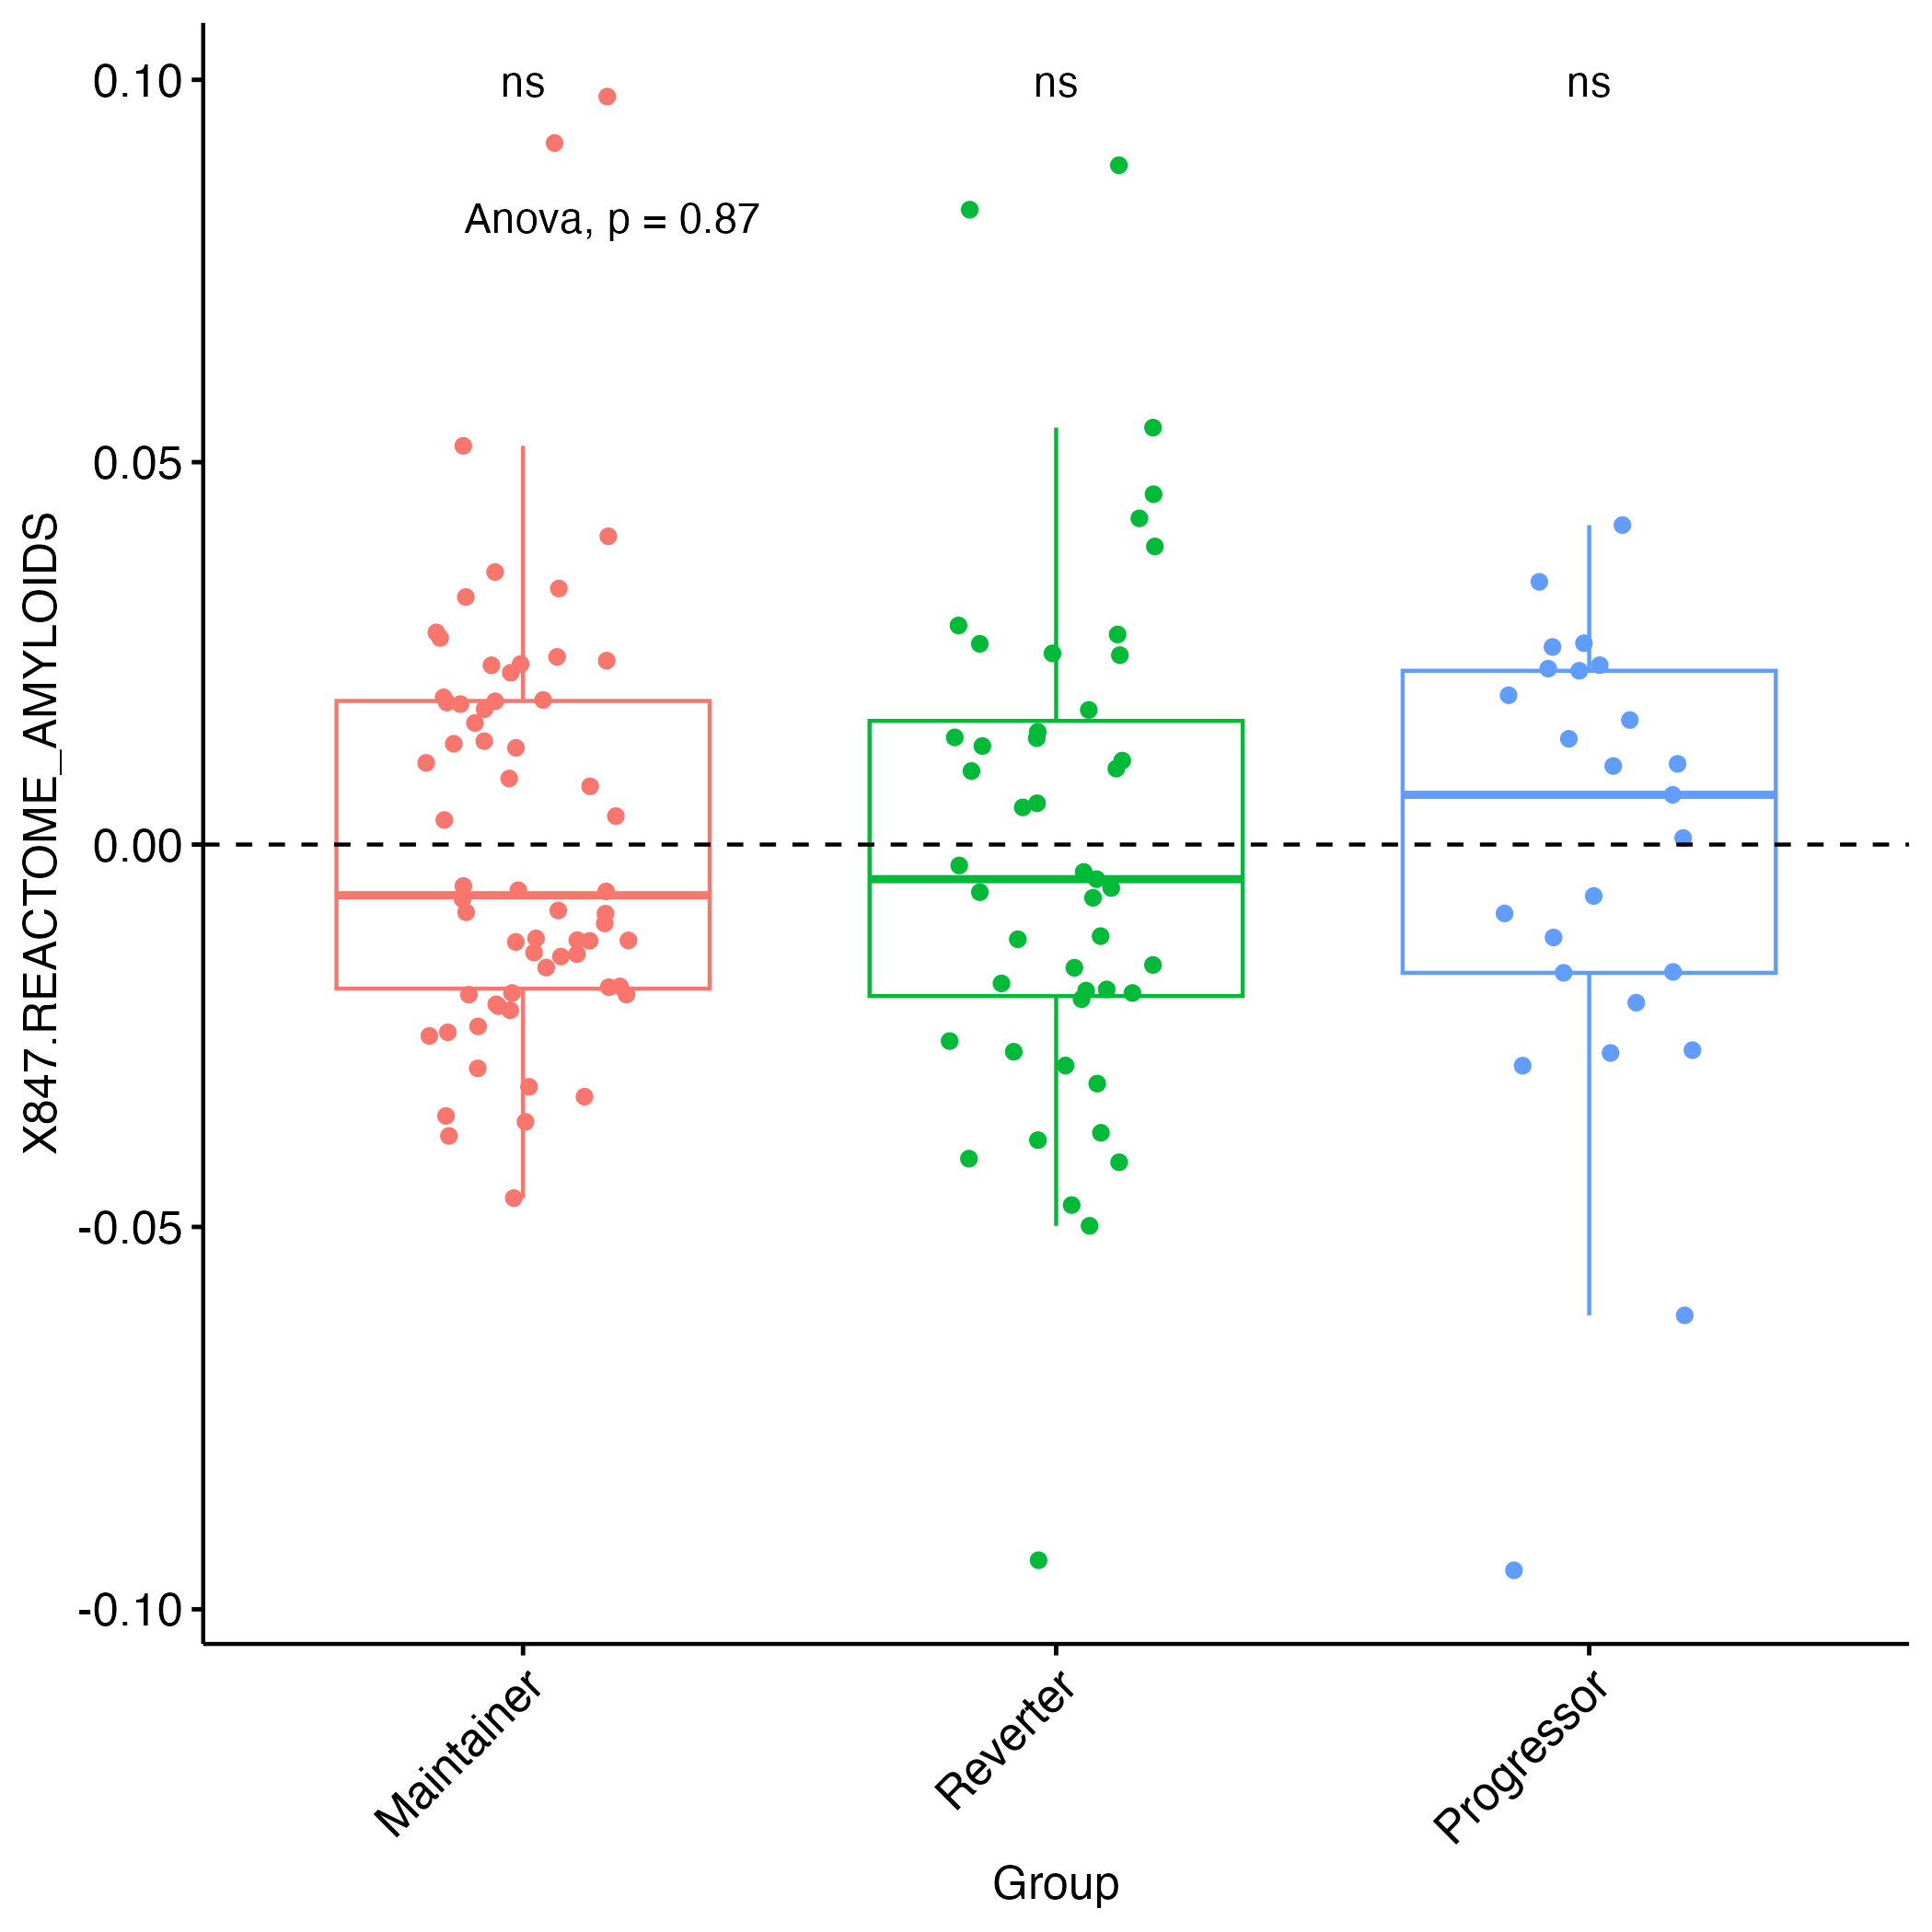 ns ns ns
Anova, p = 0.87
X847.REACTOME_AMYLOIDS
0.10
0.05
0.00
-0.05
-0.10
Maintainer
Reverter
Progressor
Group